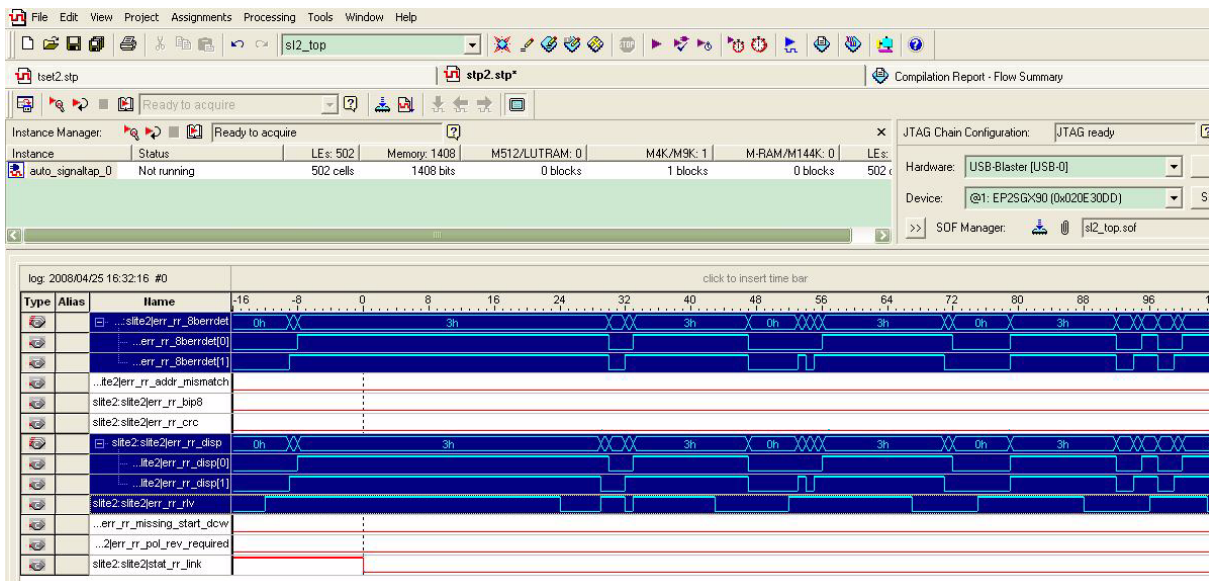 File Edit View Project Assignments Processing Tools Window Help
sl2_top
tset2.stp stp2.stp* Compilation Report - Flow Summary
Ready to acquire
Instance Manager: Ready to acquire JTAG Chain Configuration: JTAG ready
Instance Status LEs: 502 Memory: 1408 M512/LUTRAM: 0 M4K/M9K: 1 M-RAM/M144K: 0 LEs:
auto_signaltap_0 Not running 502 cells 1408 bits 0 blocks 1 blocks 0 blocks 502
Hardware: USB-Blaster [USB-0]
Device: @1: EP2SGX90 (0x020E30DD) S
>> SOF Manager: sl2_top.sof
log: 2008/04/25 16:32:16 #0 click to insert time bar
Type Alias Name -16 -8 0 8 16 24 32 40 48 56 64 72 80 88 96 1
...:slite2|err_rr_8berrdet 0h 3h 3h 0h 3h 0h 3h
...err_rr_8berrdet[0]
...err_rr_8berrdet[1]
...ite2|err_rr_addr_mismatch
slite2:slite2|err_rr_bip8
slite2:slite2|err_rr_crc
slite2:slite2|err_rr_disp 0h 3h 3h 0h 3h 0h 3h
...lite2|err_rr_disp[0]
...lite2|err_rr_disp[1]
slite2:slite2|err_rr_rlv
...err_rr_missing_start_dcw
...2|err_rr_pol_rev_required
slite2:slite2|stat_rr_link